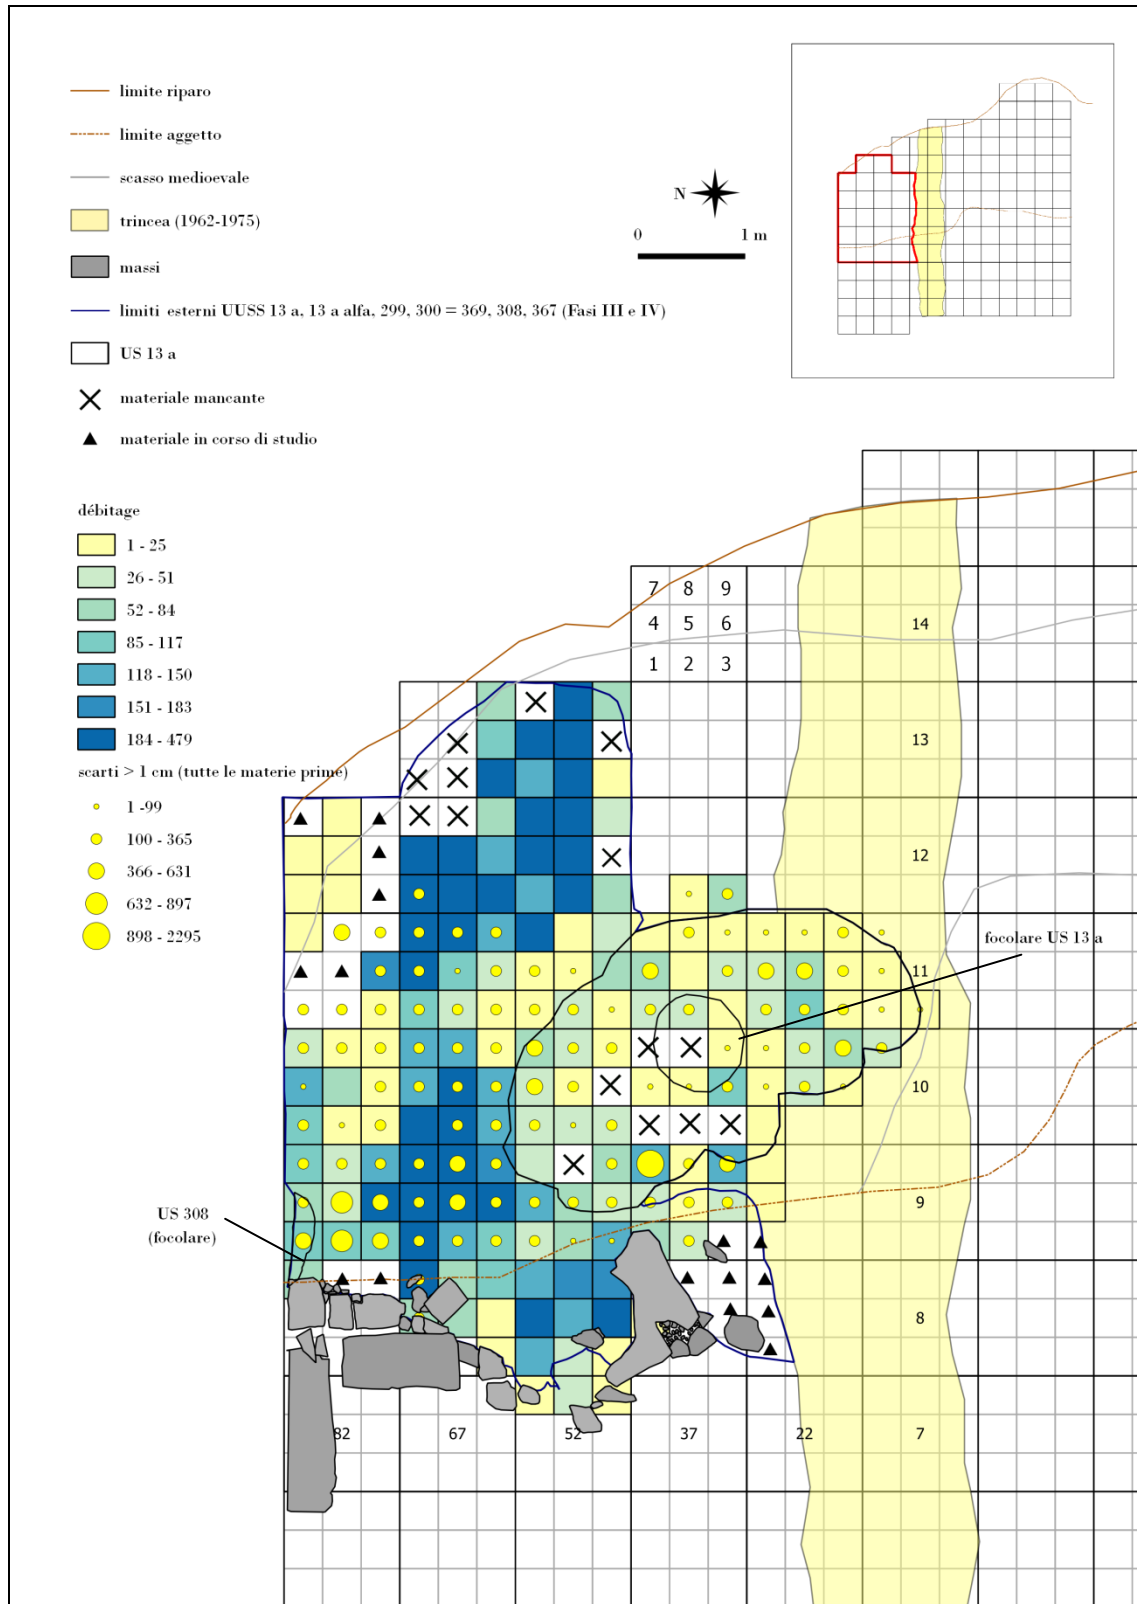 limite riparo
limite aggetto
scasso medioevale
trincea (1962-1975)
massi
limiti esterni UUSS 13 a, 13 a alfa, 299, 300 = 369, 308, 367 (Fasi III e IV)
US 13 a
materiale mancante
materiale in corso di studio
N
0 1 m
débitage
1 - 25
26 - 51
52 - 84
85 - 117
118 - 150
151 - 183
184 - 479
scarti > 1 cm (tutte le materie prime)
1 -99
100 - 365
366 - 631
632 - 897
898 - 2295
7 8 9
4 5 6
1 2 3
14
13
12
11
10
9
8
focolare US 13 a
US 308
(focolare)
82 67 52 37 22 7